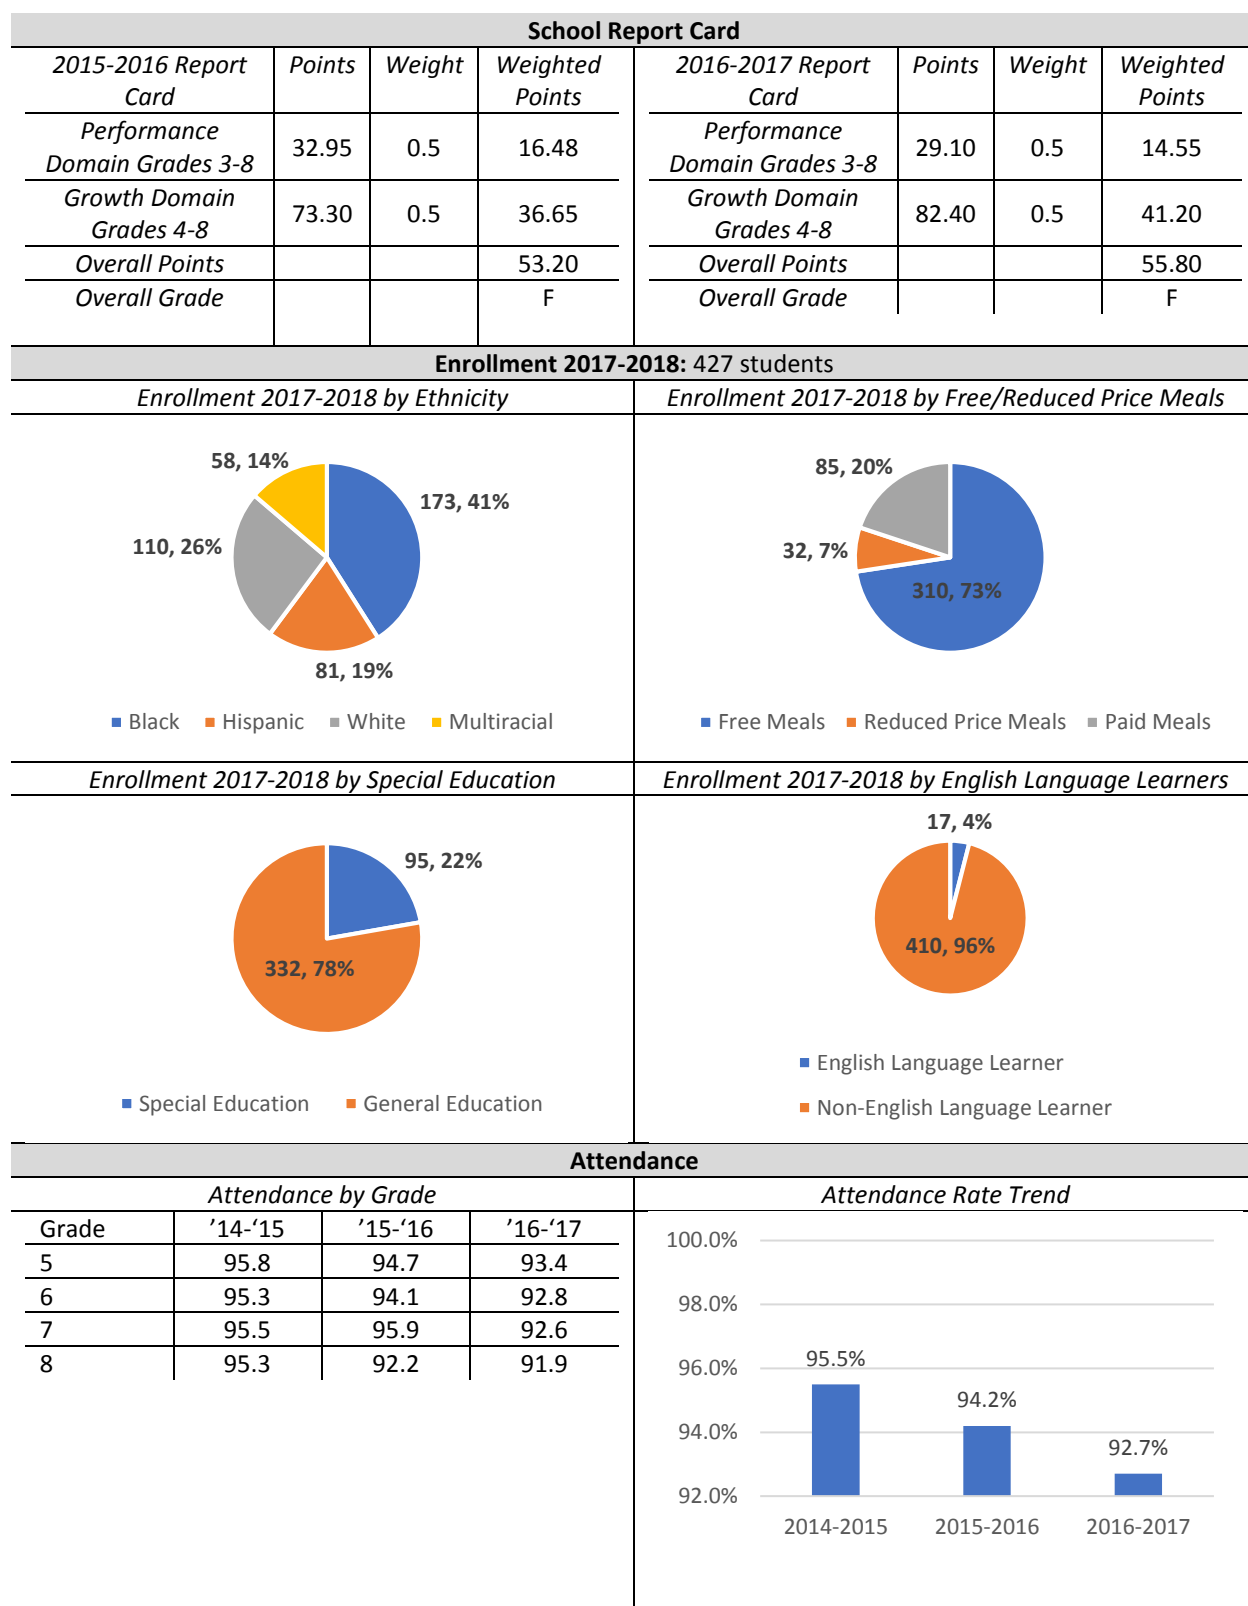 School Report Card
2015-2016 Report Card Points Weight Weighted Points
Performance Domain Grades 3-8 32.95 0.5 16.48
Growth Domain Grades 4-8 73.30 0.5 36.65
Overall Points 53.20
Overall Grade F
2016-2017 Report Card Points Weight Weighted Points
Performance Domain Grades 3-8 29.10 0.5 14.55
Growth Domain Grades 4-8 82.40 0.5 41.20
Overall Points 55.80
Overall Grade F
Enrollment 2017-2018: 427 students
Enrollment 2017-2018 by Ethnicity
58, 14%
173, 41%
110, 26%
81, 19%
Black Hispanic White Multiracial
Enrollment 2017-2018 by Free/Reduced Price Meals
85, 20%
32, 7%
310, 73%
Free Meals Reduced Price Meals Paid Meals
Enrollment 2017-2018 by Special Education
95, 22%
332, 78%
Special Education General Education
Enrollment 2017-2018 by English Language Learners
17, 4%
410, 96%
English Language Learner
Non-English Language Learner
Attendance
Attendance by Grade
Grade ’14-‘15 ’15-‘16 ’16-‘17
5 95.8 94.7 93.4
6 95.3 94.1 92.8
7 95.5 95.9 92.6
8 95.3 92.2 91.9
Attendance Rate Trend
100.0%
98.0%
96.0%
94.0%
92.0%
95.5%
94.2%
92.7%
2014-2015 2015-2016 2016-2017